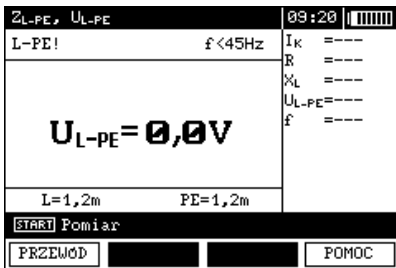 ZL-PE, UL-PE 09:20
L-PE! f<45Hz
IK =---
R =---
XL =---
UL-PE=---
f =---
UL-PE= 0,0V
L=1,2m PE=1,2m
START Pomiar
PRZEWÓD POMOC